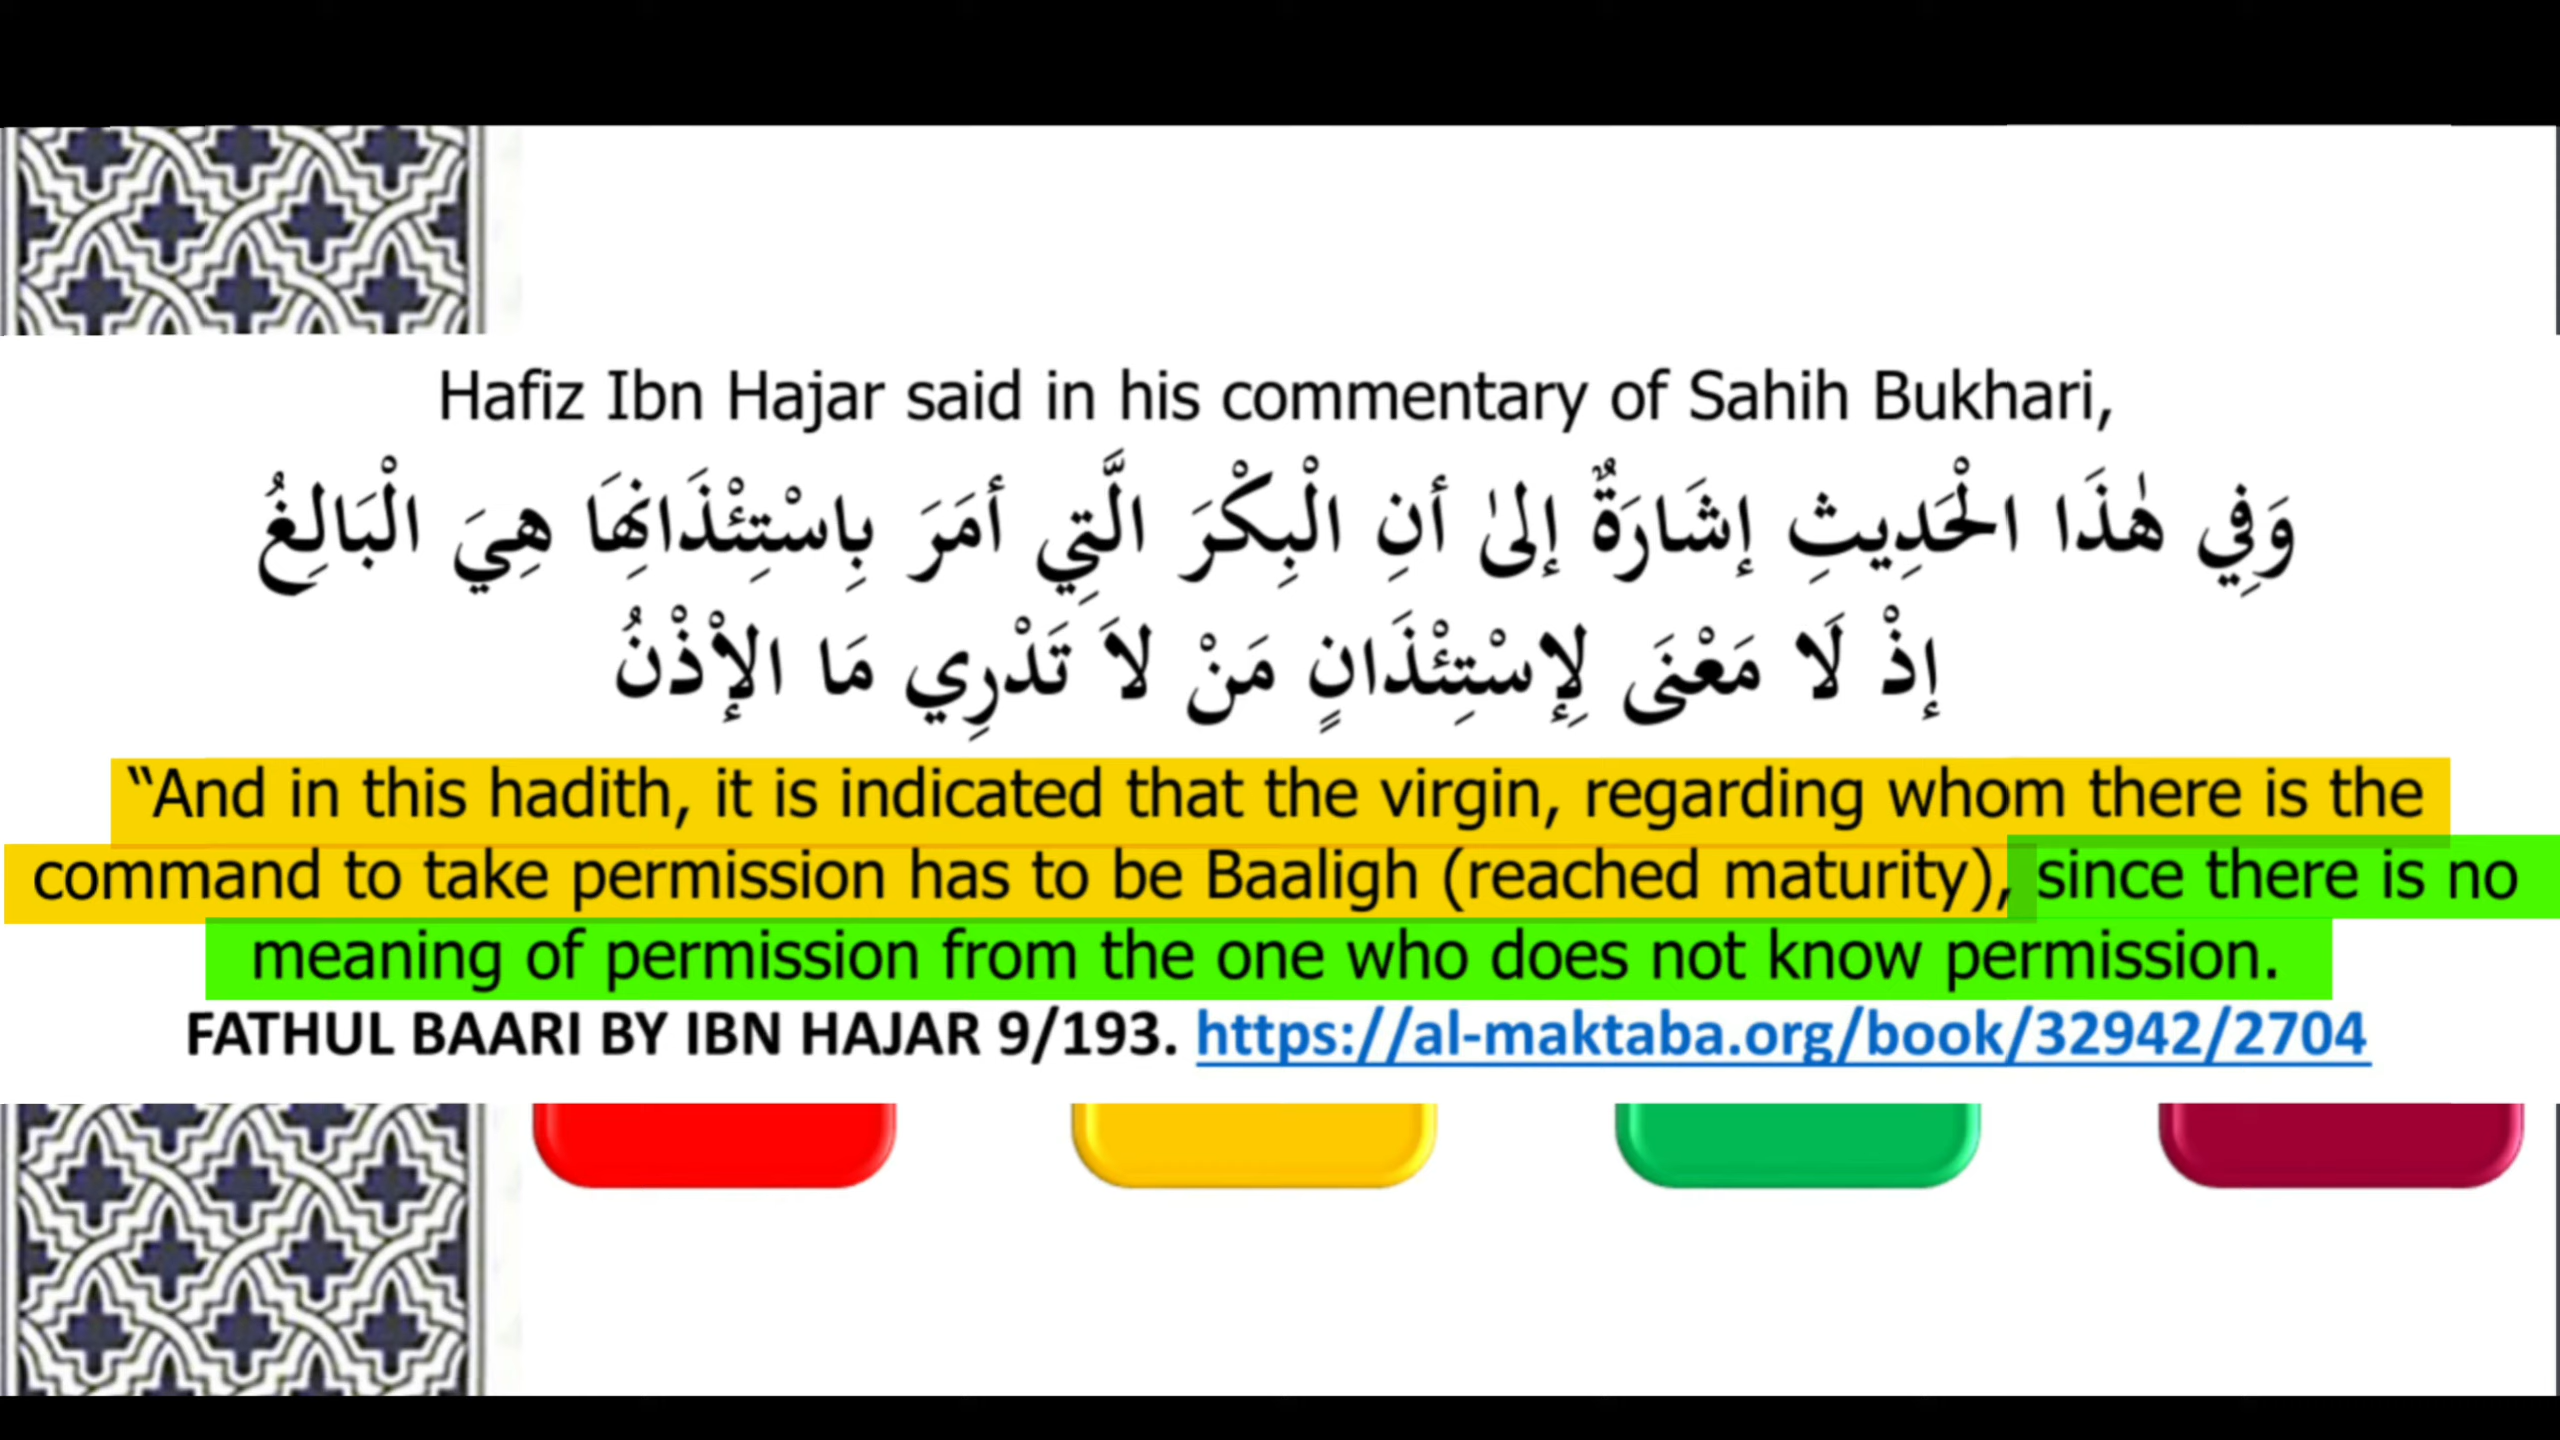 Hafiz Ibn Hajar said in his commentary of Sahih Bukhari,
وَفِي هٰذَا الْحَدِيثِ إشَارَةٌ إلىٰ أنِ الْبِكْرَ الَّتِي أمَرَ بِاسْتِئْذَانِهَا هِيَ الْبَالِغُ
إذْ لَا مَعْنَى لِإسْتِئْذَانٍ مَنْ لاَ تَدْرِي مَا الإْذْنُ
“And in this hadith, it is indicated that the virgin, regarding whom there is the
command to take permission has to be Baaligh (reached maturity), since there is no
meaning of permission from the one who does not know permission.
FATHUL BAARI BY IBN HAJAR 9/193. https://al-maktaba.org/book/32942/2704